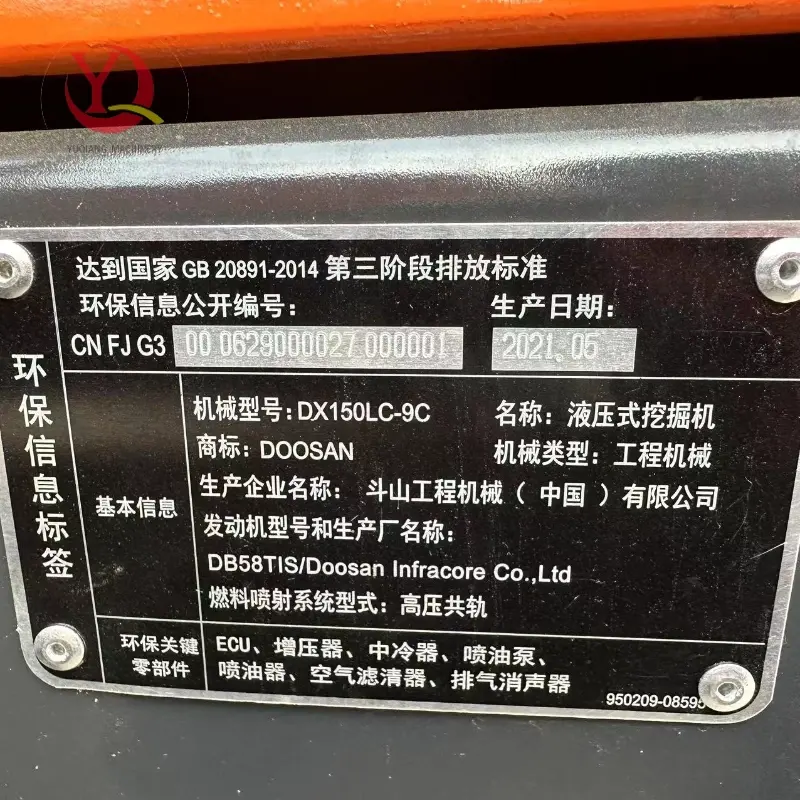 YUQIANG MACHINERY
达到国家 GB 20891-2014 第三阶段排放标准
环保信息公开编号： 生产日期：
CN FJ G3 00 0629000027 000001 2021.05
环保信息标签
基本信息
机械型号：DX150LC-9C 名称：液压式挖掘机
商标：DOOSAN 机械类型：工程机械
生产企业名称： 斗山工程机械（ 中国 ）有限公司
发动机型号和生产厂名称：
DB58TIS/Doosan Infracore Co.,Ltd
燃料喷射系统型式：高压共轨
环保关键
零部件
ECU、增压器、中冷器、喷油泵、
喷油器、空气滤清器、排气消声器